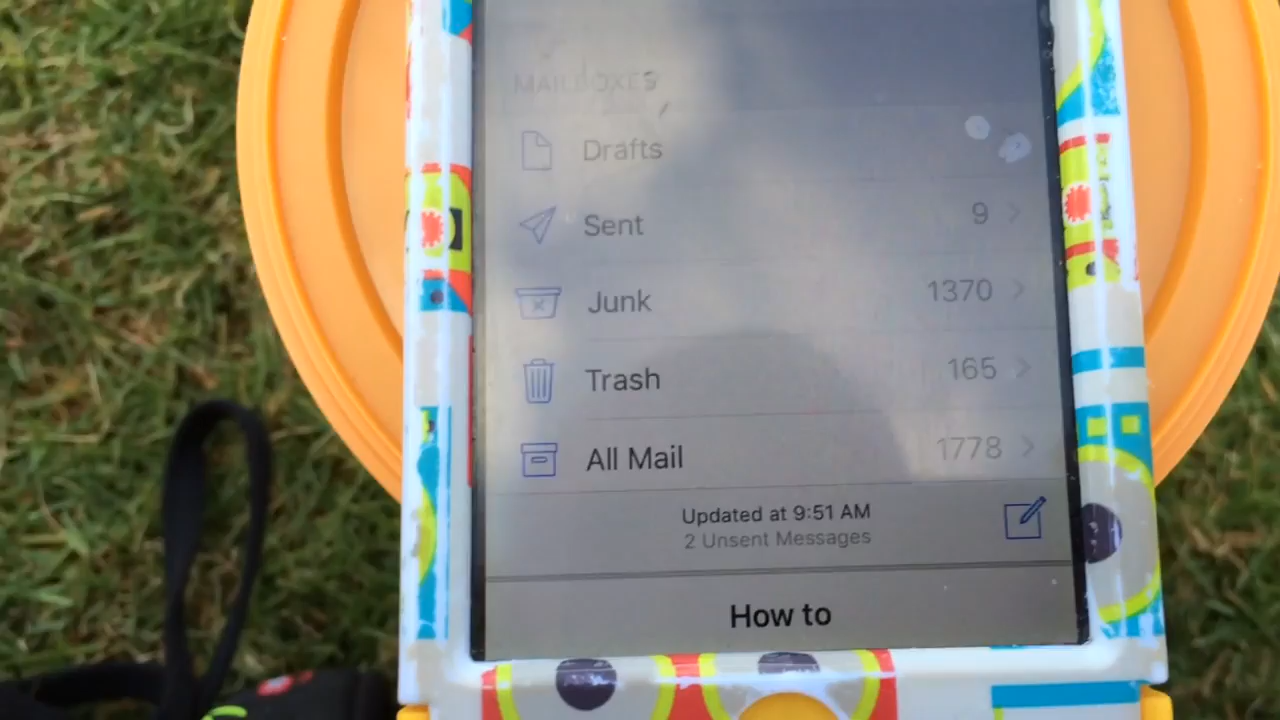 MAILBOXES
Drafts
Sent 9
Junk 1370
Trash 165
All Mail 1778
Updated at 9:51 AM
2 Unsent Messages
How to